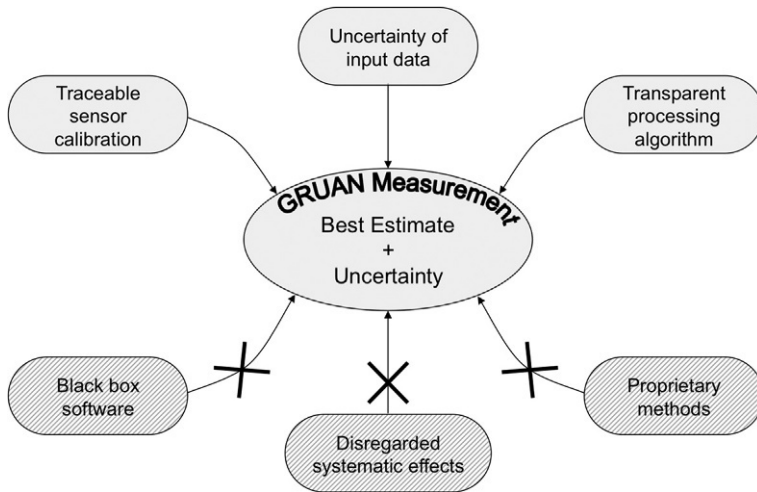 Uncertainty of
input data
Traceable
sensor
calibration
Transparent
processing
algorithm
GRUAN Measurement
Best Estimate
+
Uncertainty
Black box
software
Disregarded
systematic effects
Proprietary
methods